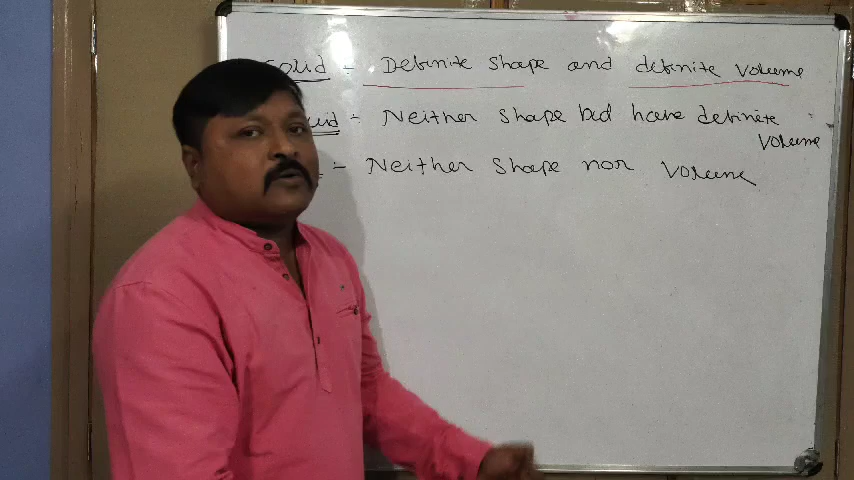 Solid - Definite shape and definite volume
- Neither shape but have definite
volume
- Neither shape nor volume